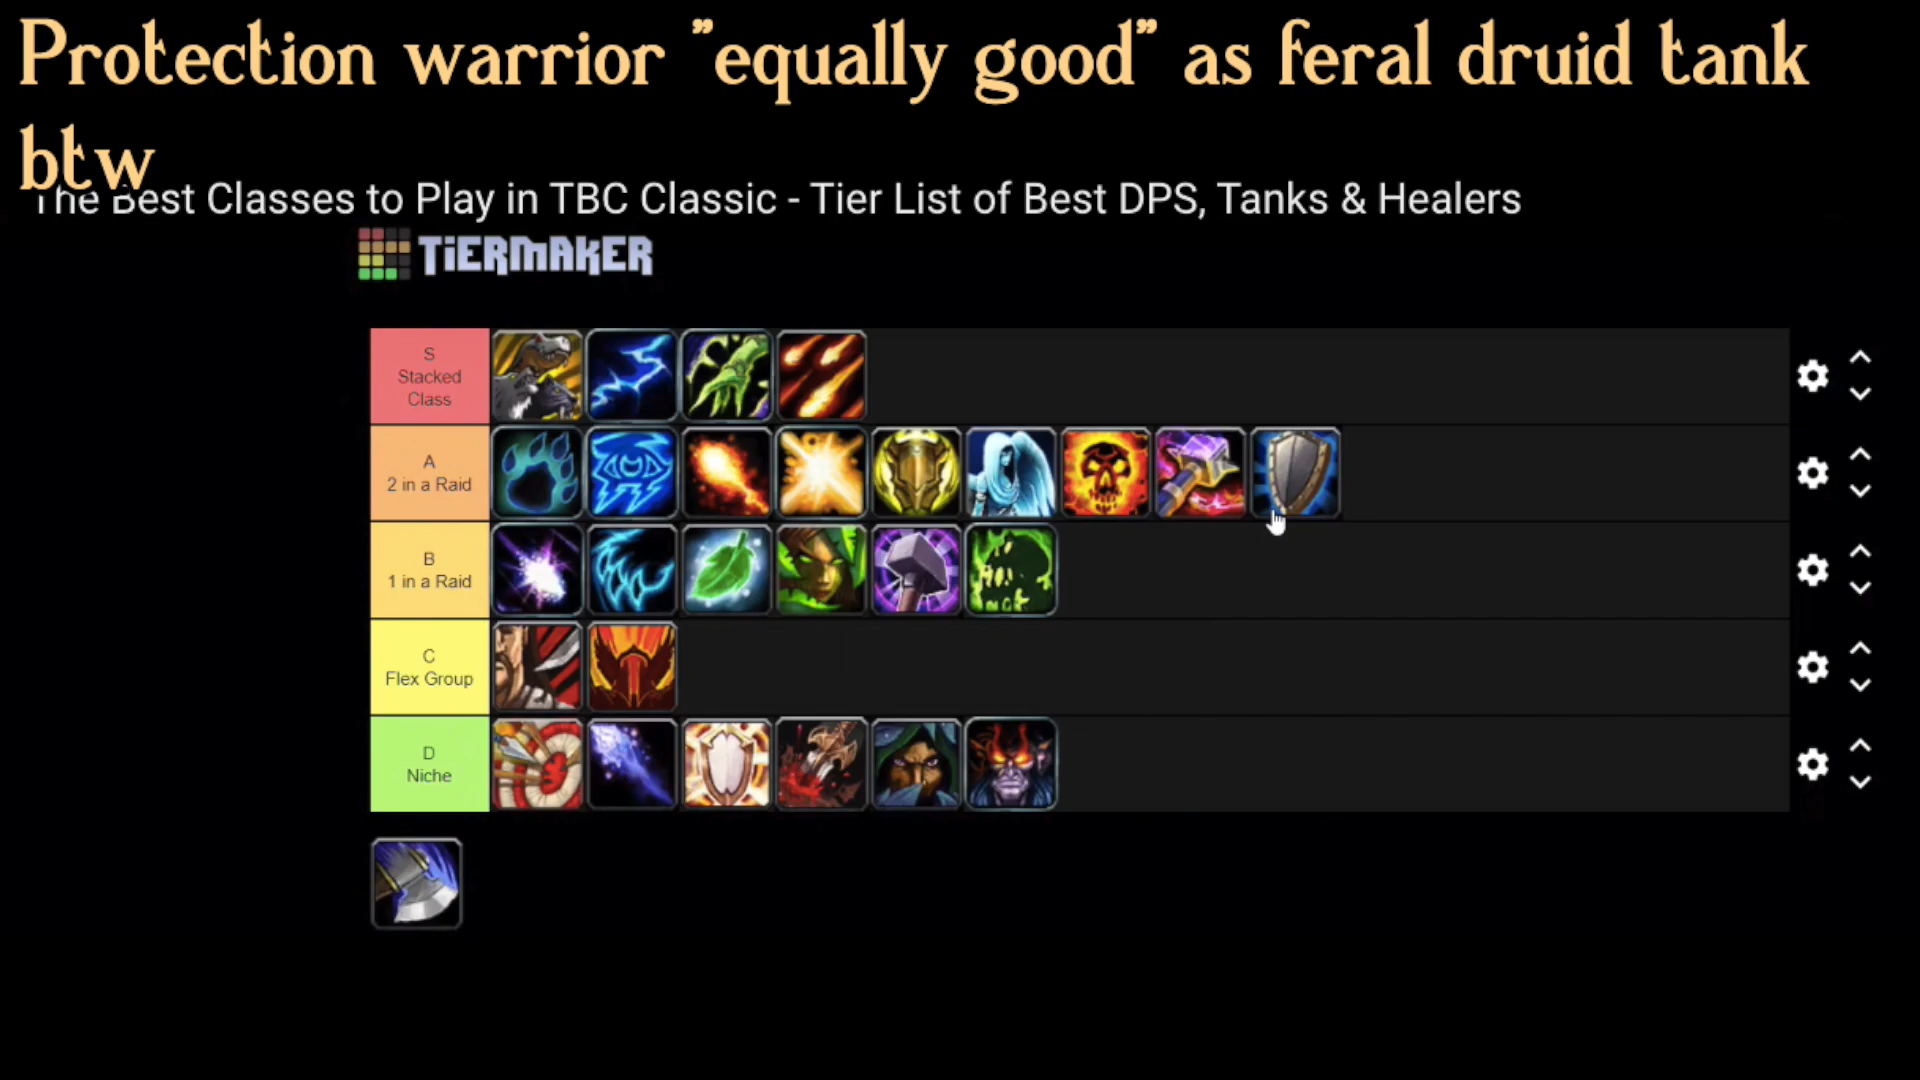 Protection warrior "equally good" as feral druid tank
btw
The Best Classes to Play in TBC Classic - Tier List of Best DPS, Tanks & Healers
TiERMAKER
S
Stacked
Class
A
2 in a Raid
B
1 in a Raid
C
Flex Group
D
Niche